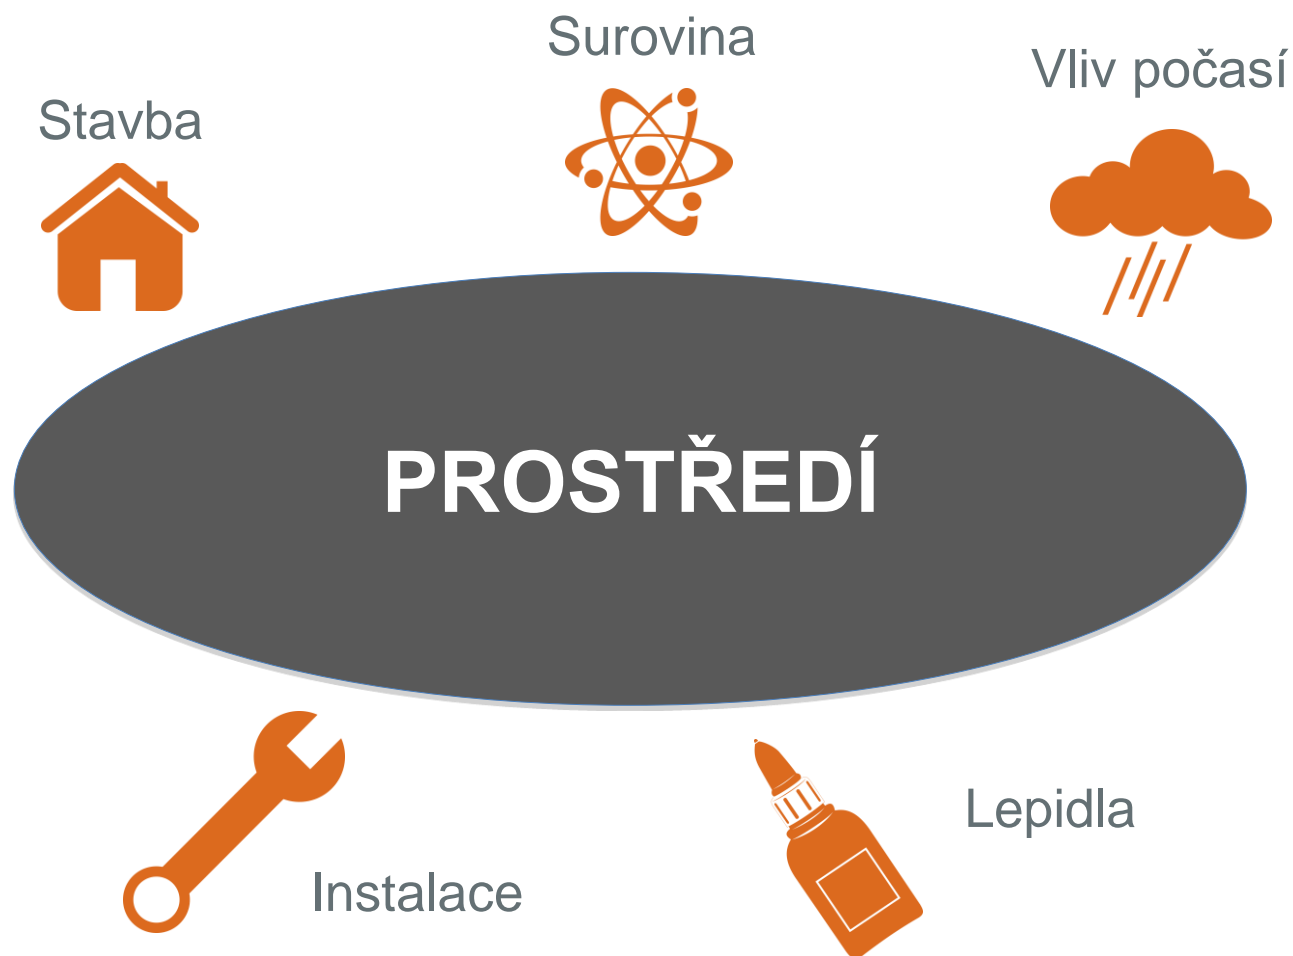 Surovina
Vliv počasí
Stavba
PROSTŘEDÍ
Lepidla
Instalace